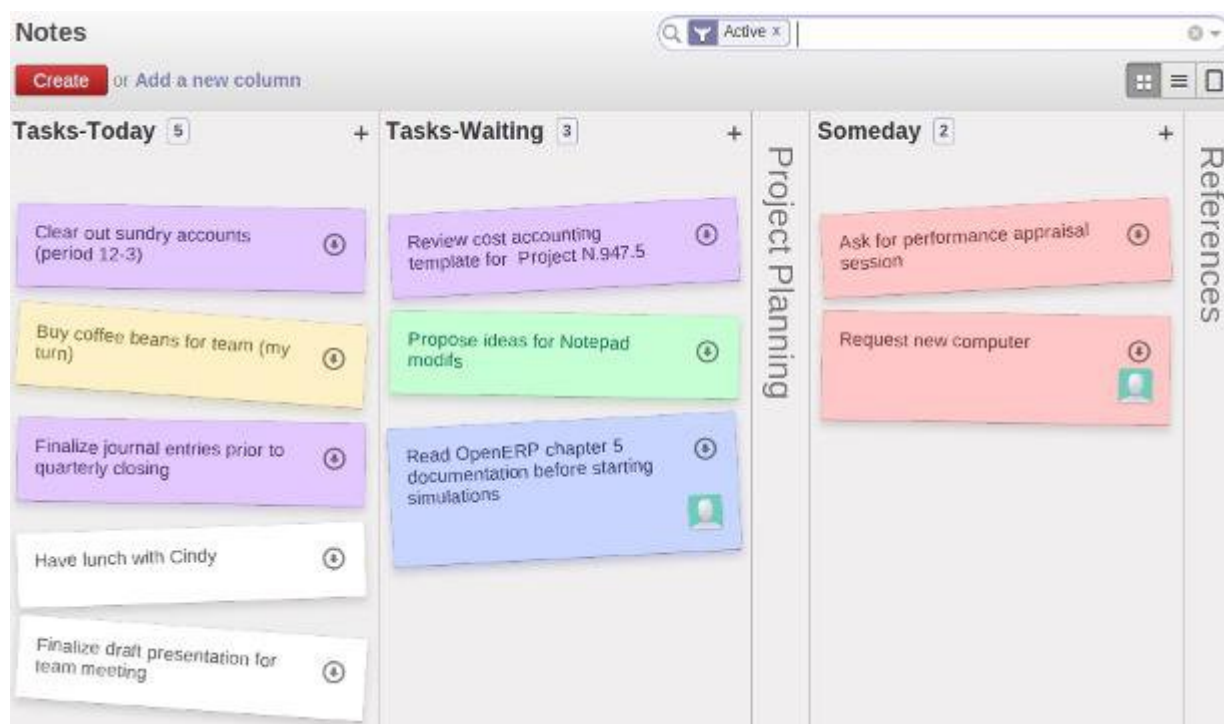 Notes
Active x
Create or Add a new column
Tasks-Today 5 +
Clear out sundry accounts
(period 12-3)
Buy coffee beans for team (my
turn)
Finalize journal entries prior to
quarterly closing
Have lunch with Cindy
Finalize draft presentation for
team meeting
Tasks-Waiting 3 +
Review cost accounting
template for Project N.947.5
Propose ideas for Notepad
modifs
Read OpenERP chapter 5
documentation before starting
simulations
Project Planning
Someday 2 +
Ask for performance appraisal
session
Request new computer
References